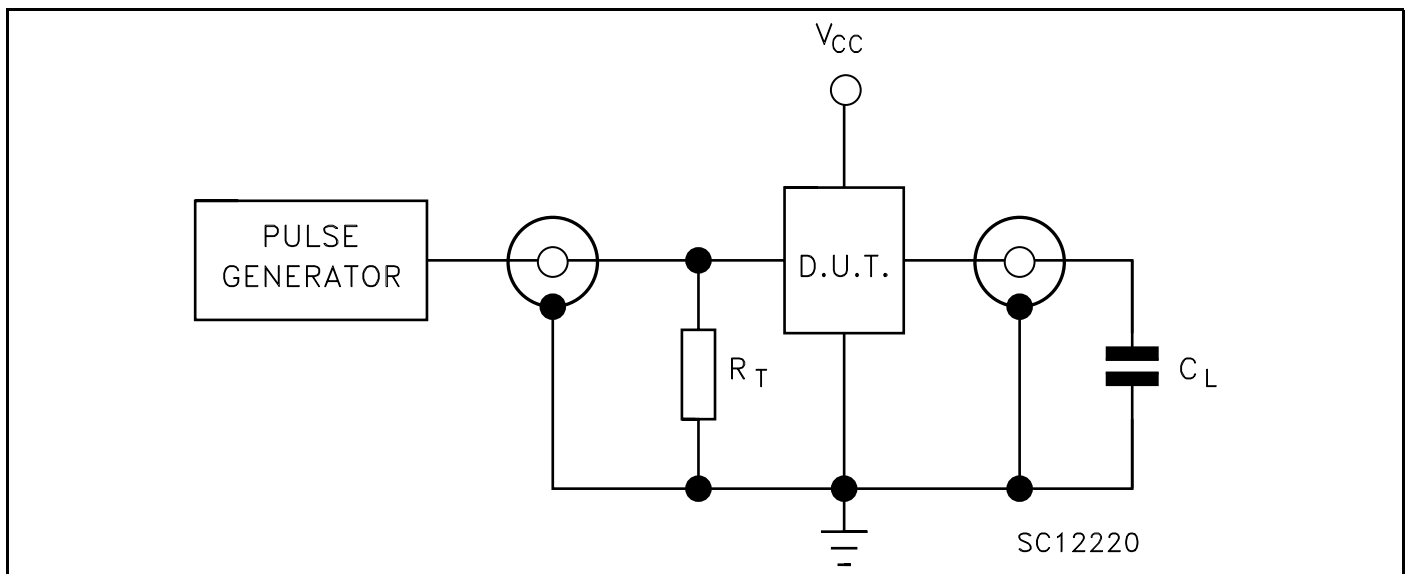 VCC
PULSE
GENERATOR
D.U.T.
RT
CL
SC12220